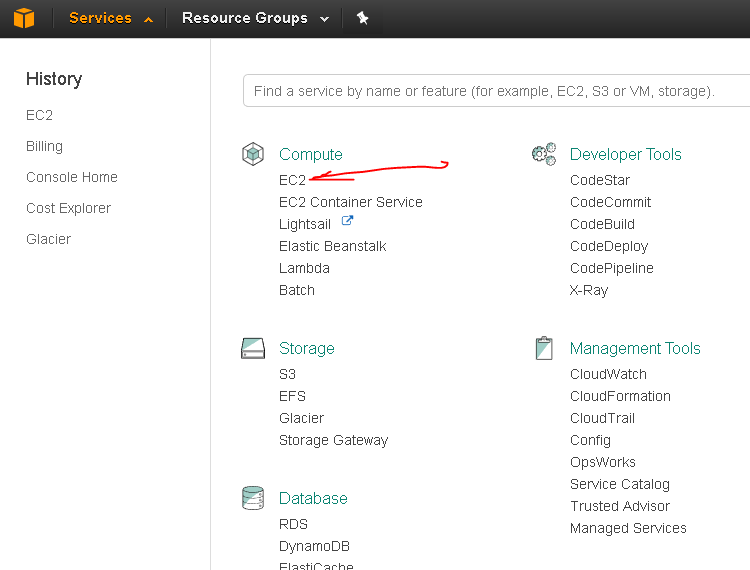 Services Resource Groups
History
EC2
Billing
Console Home
Cost Explorer
Glacier
Find a service by name or feature (for example, EC2, S3 or VM, storage).
Compute
EC2
EC2 Container Service
Lightsail
Elastic Beanstalk
Lambda
Batch
Storage
S3
EFS
Glacier
Storage Gateway
Database
RDS
DynamoDB
ElastiCache
Developer Tools
CodeStar
CodeCommit
CodeBuild
CodeDeploy
CodePipeline
X-Ray
Management Tools
CloudWatch
CloudFormation
CloudTrail
Config
OpsWorks
Service Catalog
Trusted Advisor
Managed Services